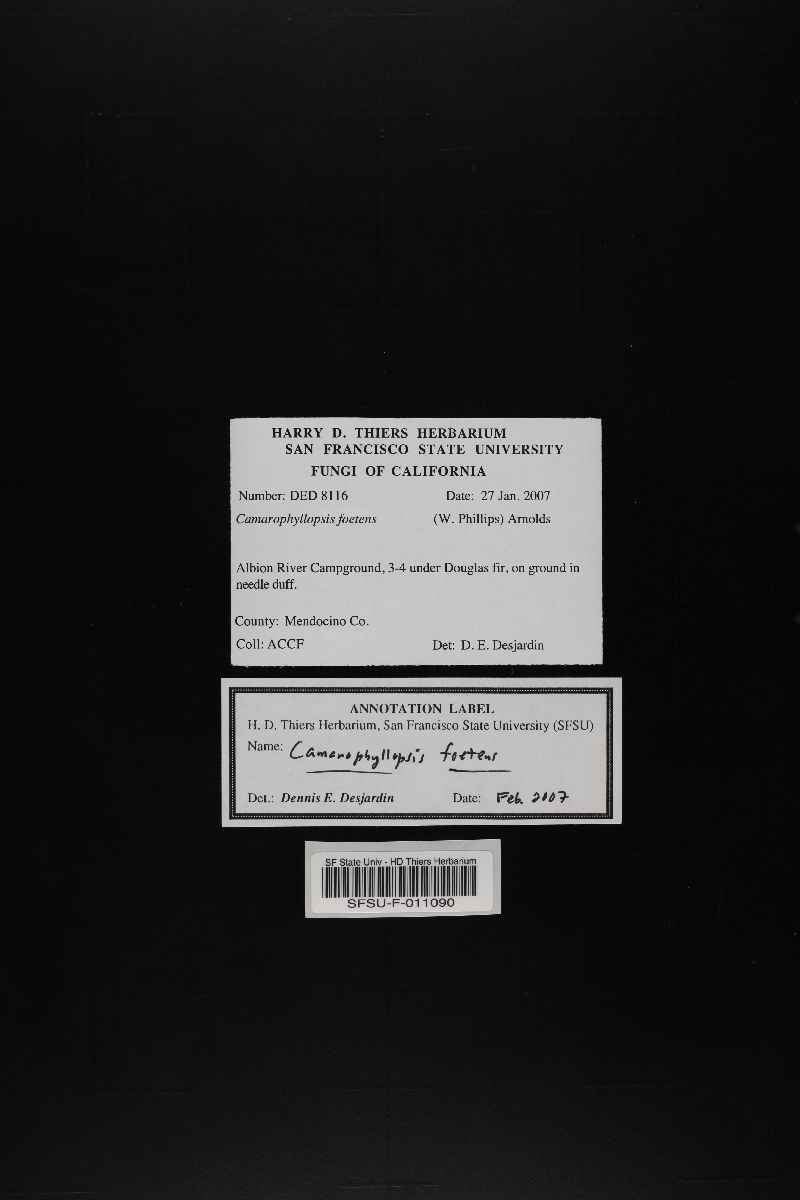 HARRY D. THIERS HERBARIUM
SAN FRANCISCO STATE UNIVERSITY
FUNGI OF CALIFORNIA
Number: DED 8116 Date: 27 Jan. 2007
Camarophyllopsis foetens (W. Phillips) Arnolds
Albion River Campground, 3-4 under Douglas fir, on ground in
needle duff.
County: Mendocino Co.
Coll: ACCF Det: D. E. Desjardin
ANNOTATION LABEL
H. D. Thiers Herbarium, San Francisco State University (SFSU)
Name: Camarophyllopsis foetens
Det.: Dennis E. Desjardin Date: Feb. 2007
SF State Univ - HD Thiers Herbarium
SFSU-F-011090